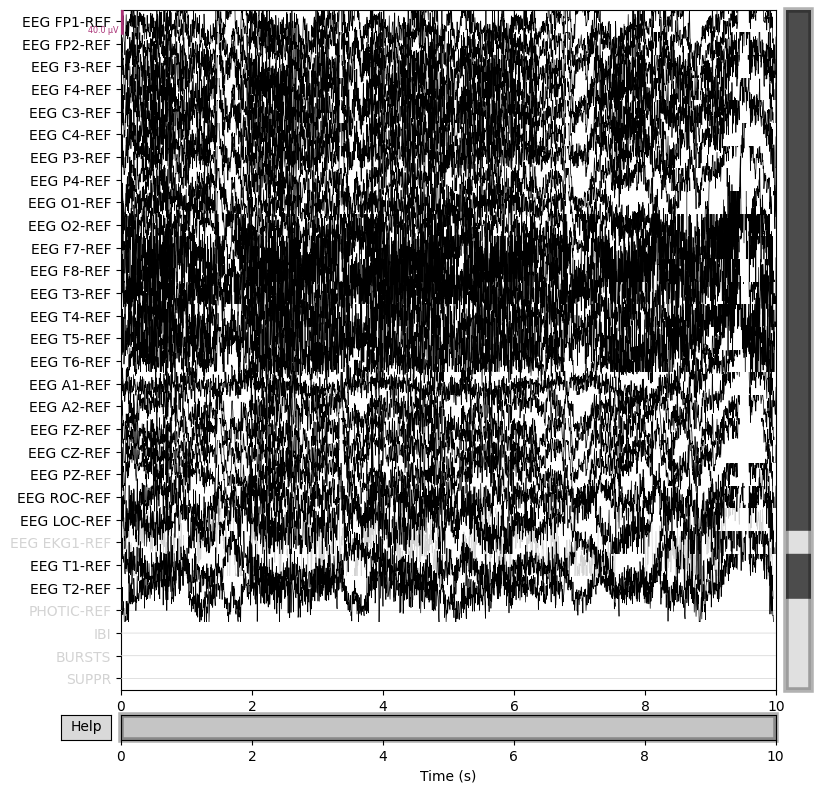 EEG FP1-REF
40.0 µV
EEG FP2-REF
EEG F3-REF
EEG F4-REF
EEG C3-REF
EEG C4-REF
EEG P3-REF
EEG P4-REF
EEG O1-REF
EEG O2-REF
EEG F7-REF
EEG F8-REF
EEG T3-REF
EEG T4-REF
EEG T5-REF
EEG T6-REF
EEG A1-REF
EEG A2-REF
EEG FZ-REF
EEG CZ-REF
EEG PZ-REF
EEG ROC-REF
EEG LOC-REF
EEG EKG1-REF
EEG T1-REF
EEG T2-REF
PHOTIC-REF
IBI
BURSTS
SUPPR
0 2 4 6 8 10
Help
0 2 4 6 8 10
Time (s)